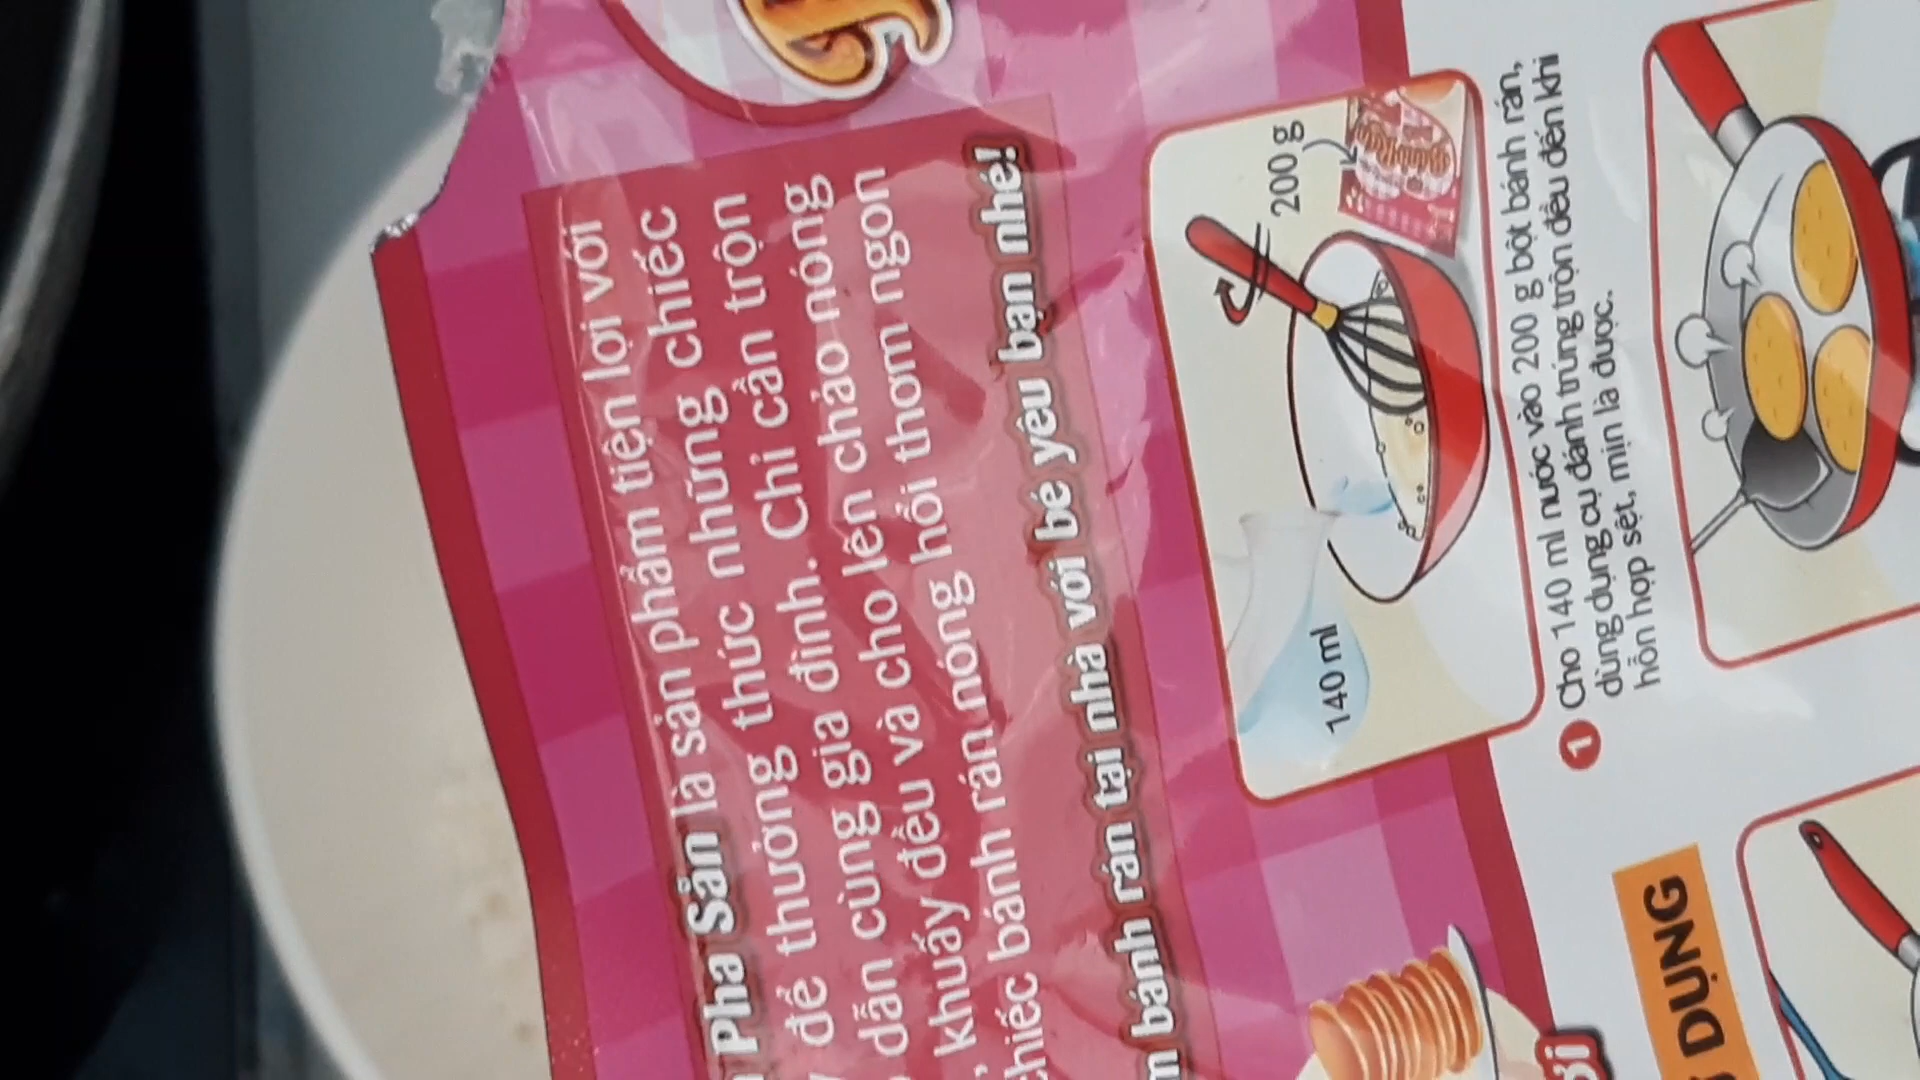 Pha Sẵn là sản phẩm tiện lợi với
để thưởng thức những chiếc
dẫn cùng gia đình. Chỉ cần trộn
, khuấy đều và cho lên chảo nóng
chiếc bánh rán nóng hổi thơm ngon
bánh rán tại nhà với bé yêu bạn nhé!
140 ml
200 g
1 Cho 140 ml nước vào 200 g bột bánh rán,
dùng dụng cụ đánh trứng trộn đều đến khi
hỗn hợp sệt, mịn là được.
DỤNG